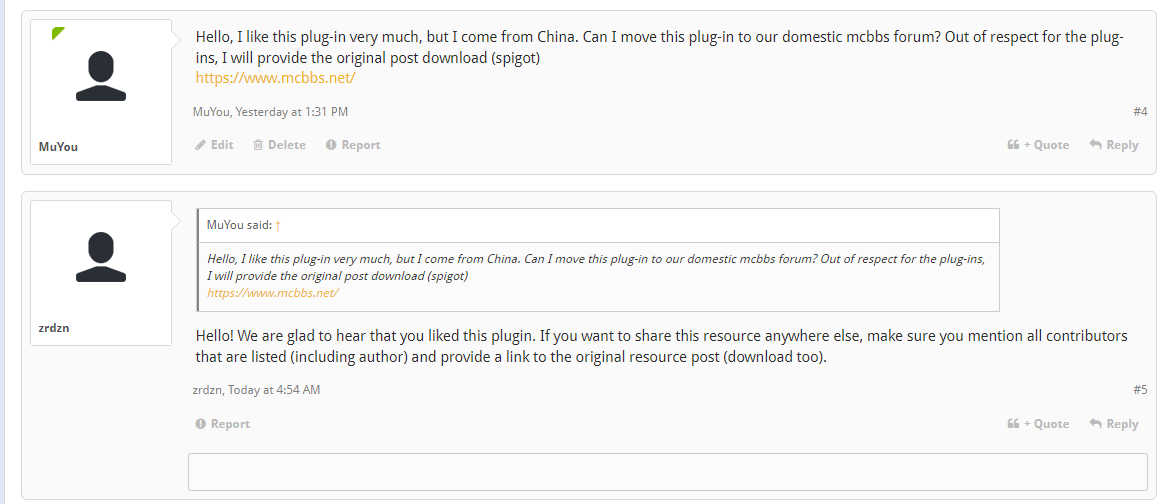 Hello, I like this plug-in very much, but I come from China. Can I move this plug-in to our domestic mcbbs forum? Out of respect for the plug-
ins, I will provide the original post download (spigot)
https://www.mcbbs.net/
MuYou, Yesterday at 1:31 PM #4
MuYou
Edit Delete Report + Quote Reply
MuYou said: ↑
Hello, I like this plug-in very much, but I come from China. Can I move this plug-in to our domestic mcbbs forum? Out of respect for the plug-ins,
I will provide the original post download (spigot)
https://www.mcbbs.net/
zrdzn
Hello! We are glad to hear that you liked this plugin. If you want to share this resource anywhere else, make sure you mention all contributors
that are listed (including author) and provide a link to the original resource post (download too).
zrdzn, Today at 4:54 AM #5
Report + Quote Reply